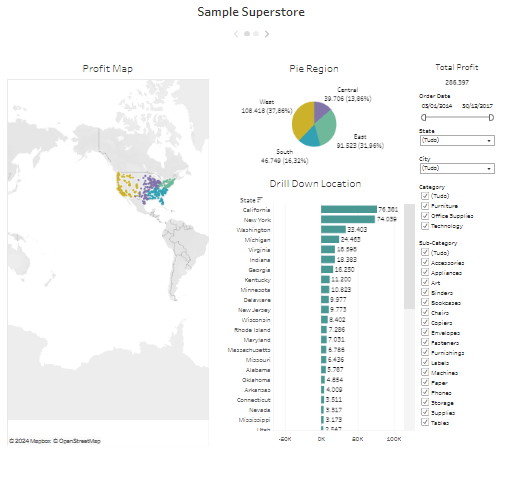 Sample Superstore
Profit Map
© 2024 Mapbox © OpenStreetMap
Pie Region
Central
39.706 (13,86%)
West
108.418 (37,86%)
East
91.523 (31,96%)
South
46.749 (16,32%)
Drill Down Location
State
California 76.381
New York 74.039
Washington 33.403
Michigan 24.463
Virginia 18.598
Indiana 18.383
Georgia 16.250
Kentucky 11.200
Minnesota 10.823
Delaware 9.977
New Jersey 9.773
Wisconsin 8.402
Rhode Island 7.286
Maryland 7.031
Massachusetts 6.786
Missouri 6.436
Alabama 5.787
Oklahoma 4.854
Arkansas 4.009
Connecticut 3.511
Nevada 3.317
Mississippi 3.173
Utah 2.547
-50K 0K 50K 100K
Total Profit
286.397
Order Date
03/01/2014 30/12/2017
State
(Tudo)
City
(Tudo)
Category
(Tudo)
Furniture
Office Supplies
Technology
Sub-Category
(Tudo)
Accessories
Appliances
Art
Binders
Bookcases
Chairs
Copiers
Envelopes
Fasteners
Furnishings
Labels
Machines
Paper
Phones
Storage
Supplies
Tables